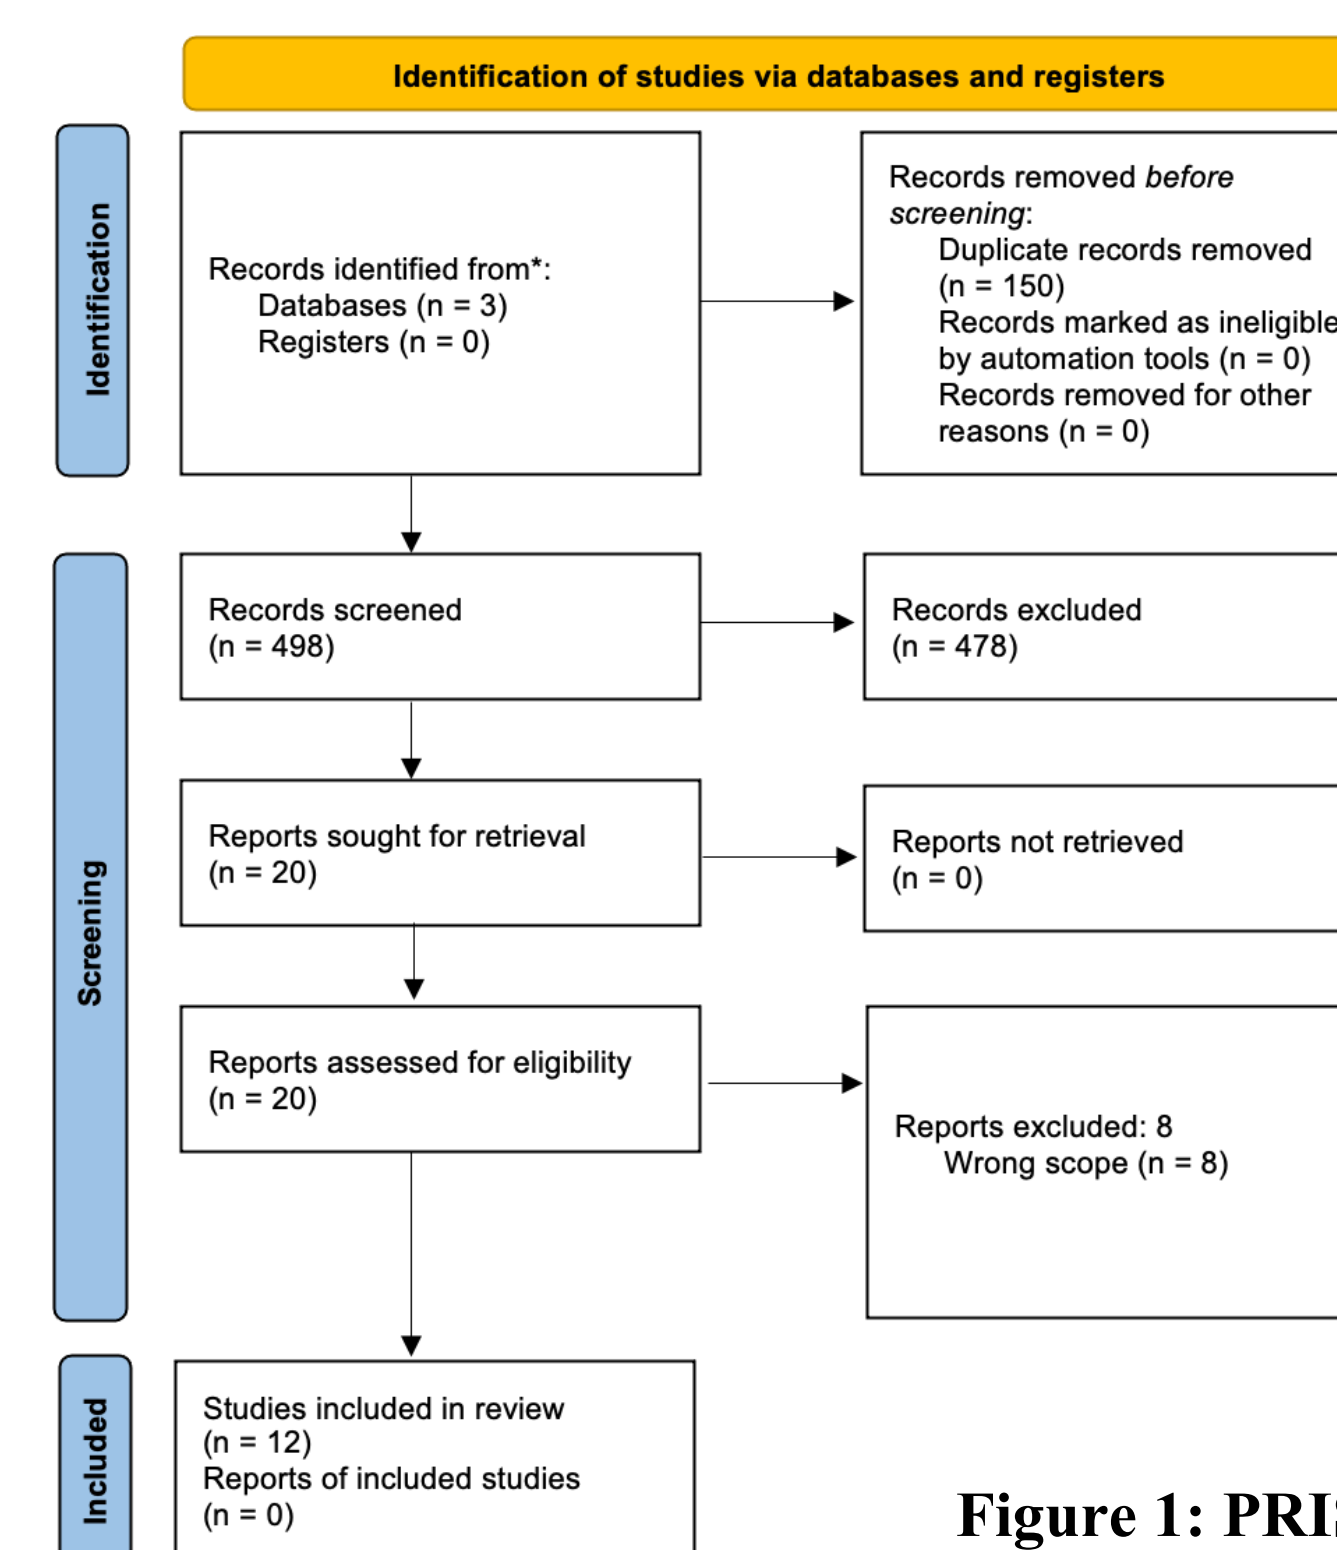 Identification of studies via databases and registers
Identification
Records identified from*:
Databases (n = 3)
Registers (n = 0)
Records removed before
screening:
Duplicate records removed
(n = 150)
Records marked as ineligible
by automation tools (n = 0)
Records removed for other
reasons (n = 0)
Screening
Records screened
(n = 498)
Records excluded
(n = 478)
Reports sought for retrieval
(n = 20)
Reports not retrieved
(n = 0)
Reports assessed for eligibility
(n = 20)
Reports excluded: 8
Wrong scope (n = 8)
Included
Studies included in review
(n = 12)
Reports of included studies
(n = 0)
Figure 1: